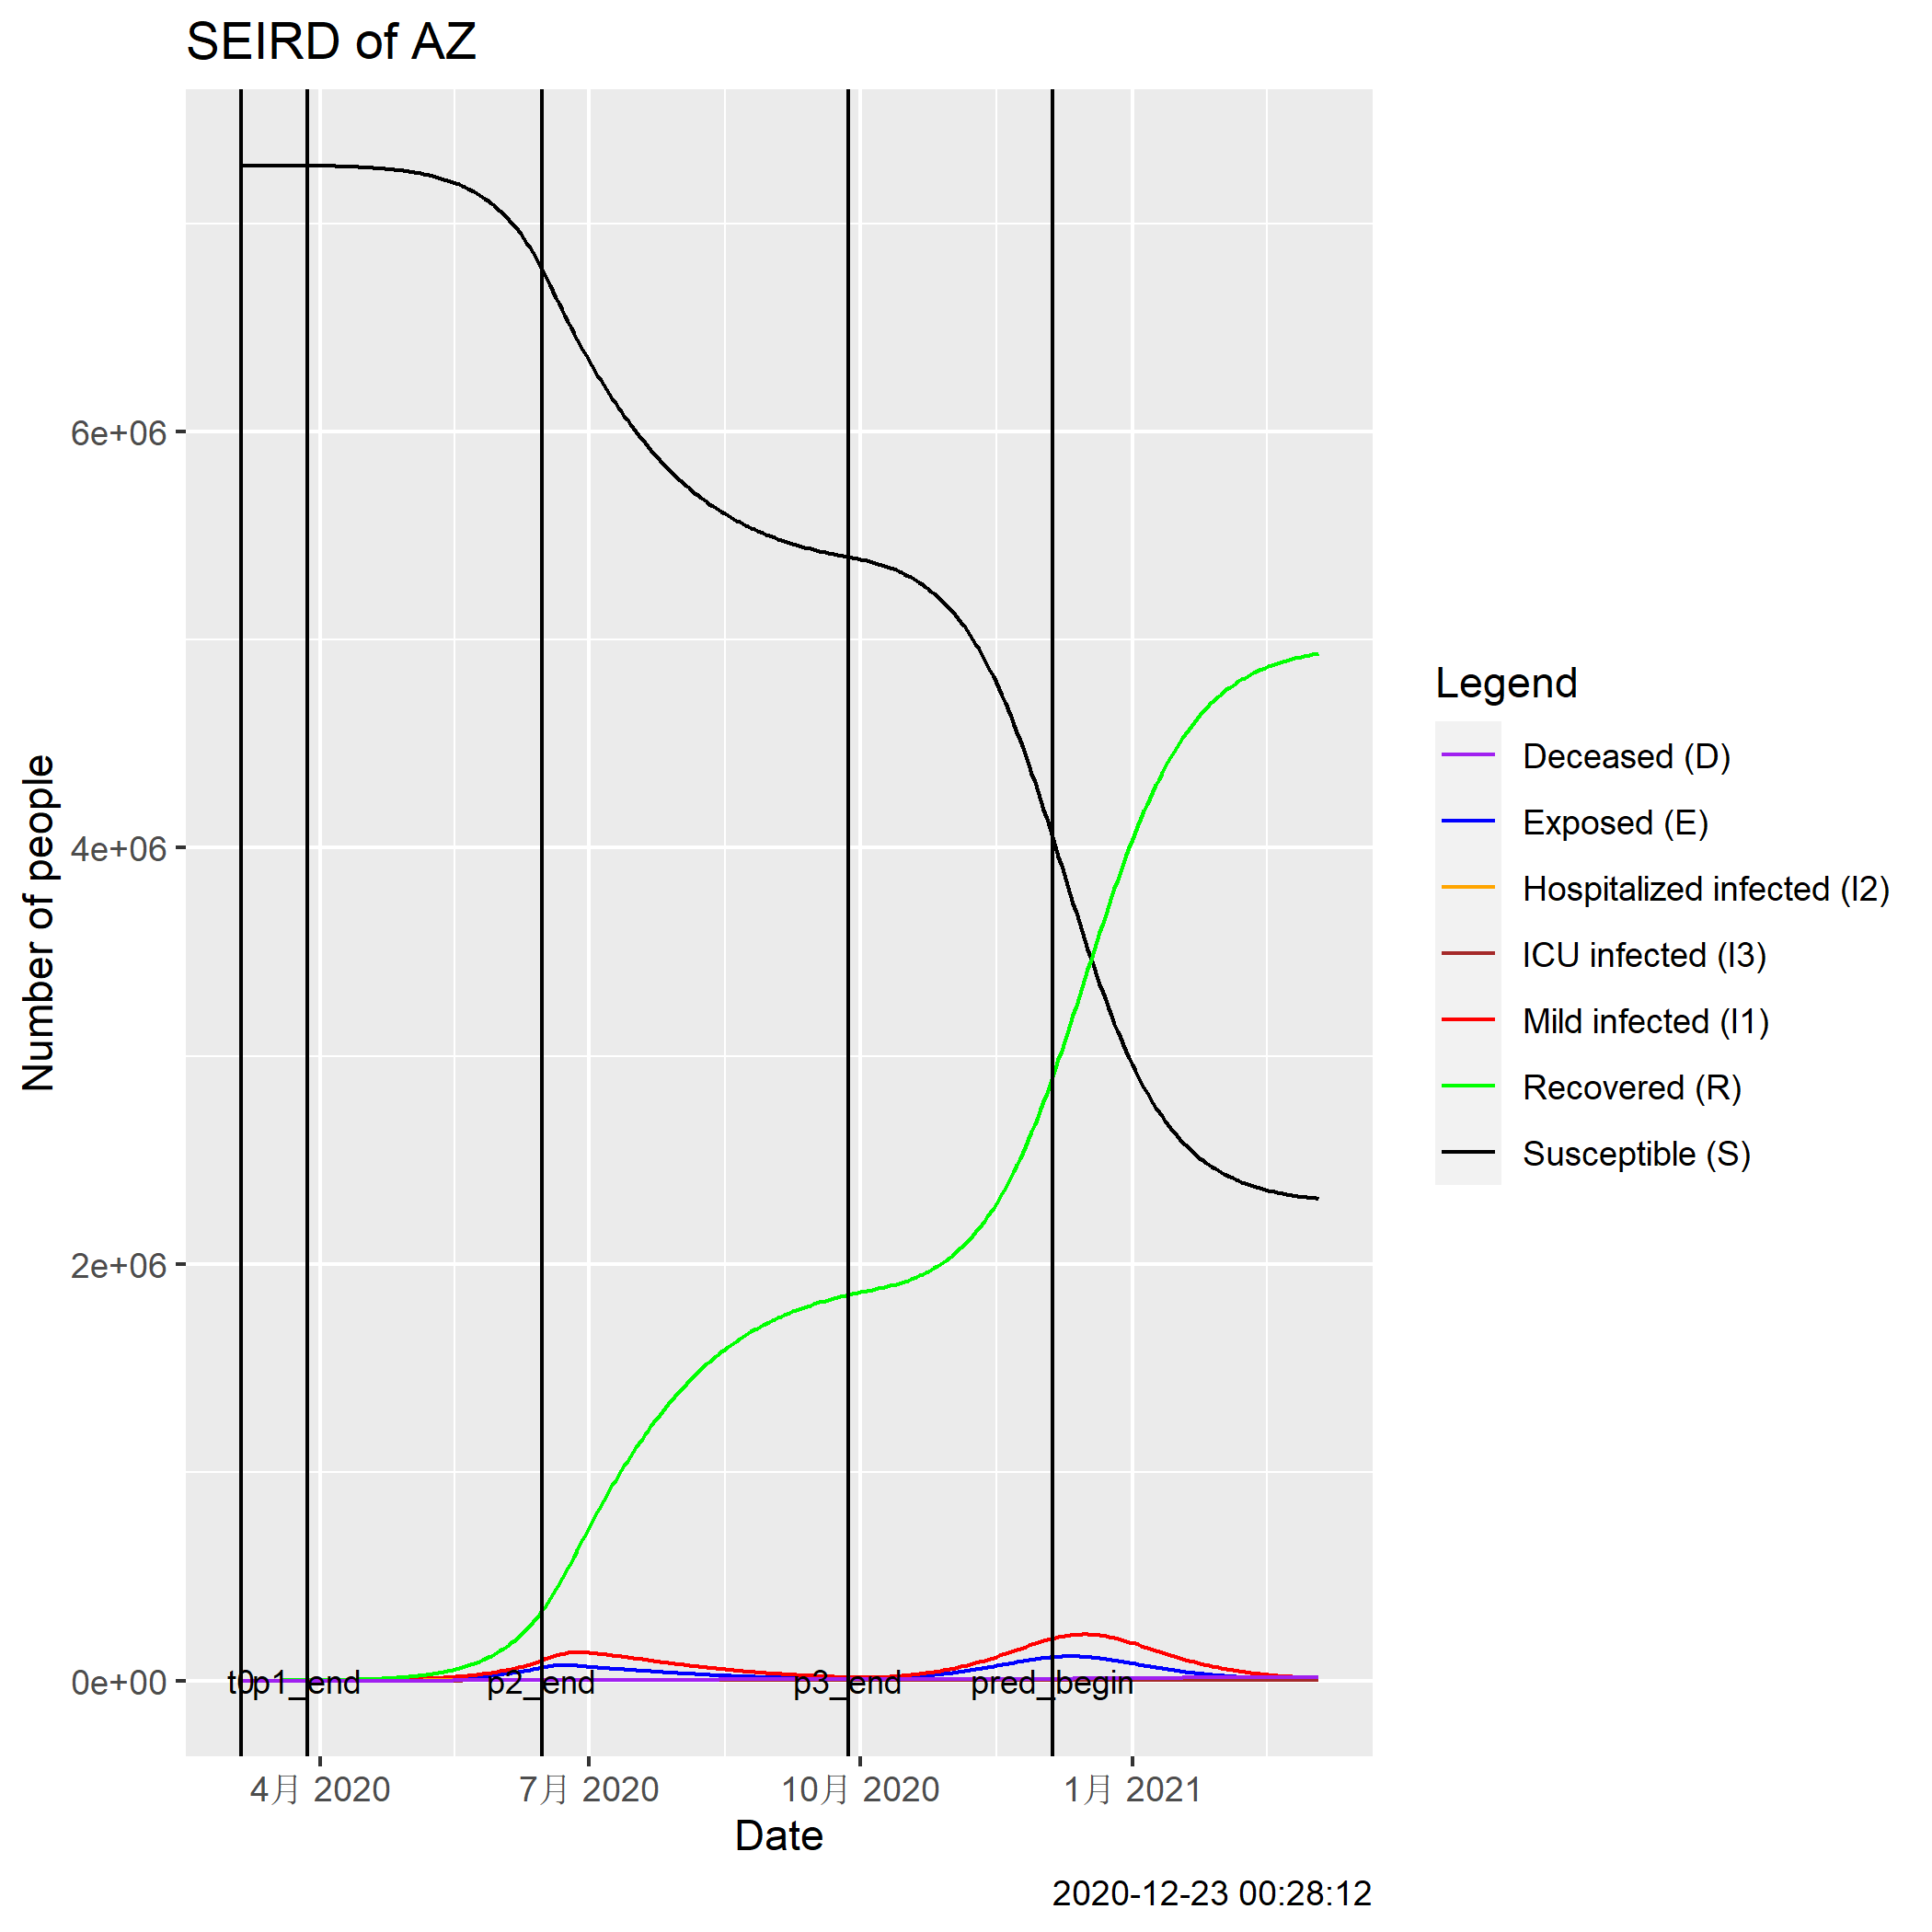 SEIRD of AZ
Number of people
6e+06
4e+06
2e+06
0e+00
t0p1_end
p2_end
p3_end
pred_begin
4月 2020
7月 2020
10月 2020
1月 2021
Date
Legend
Deceased (D)
Exposed (E)
Hospitalized infected (I2)
ICU infected (I3)
Mild infected (I1)
Recovered (R)
Susceptible (S)
2020-12-23 00:28:12